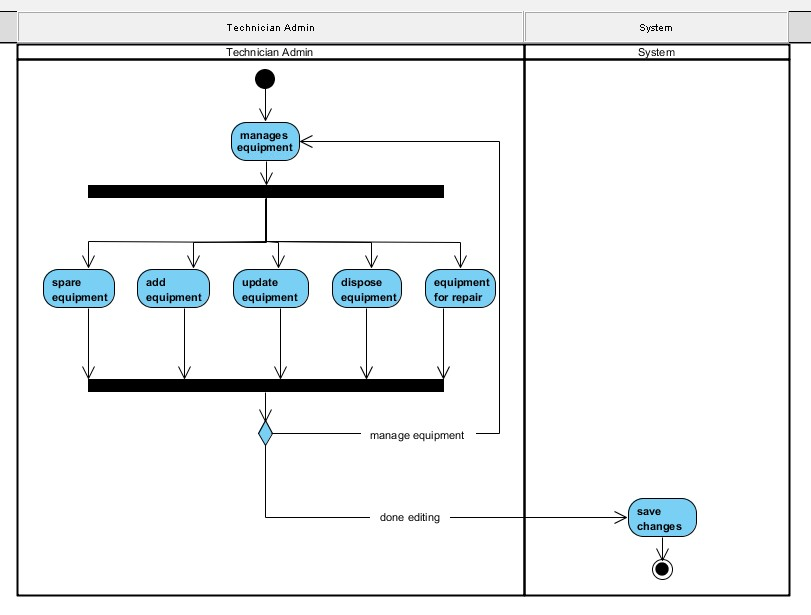 Technician Admin
System
Technician Admin
System
manages
equipment
spare
equipment
add
equipment
update
equipment
dispose
equipment
equipment
for repair
manage equipment
done editing
save
changes